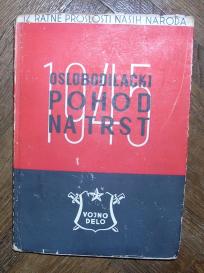 IZ RATNE PROŠLOSTI NAŠIH NARODA
1945
OSLOBODILAČKI
POHOD
NA TRST
VOJNO
DELO